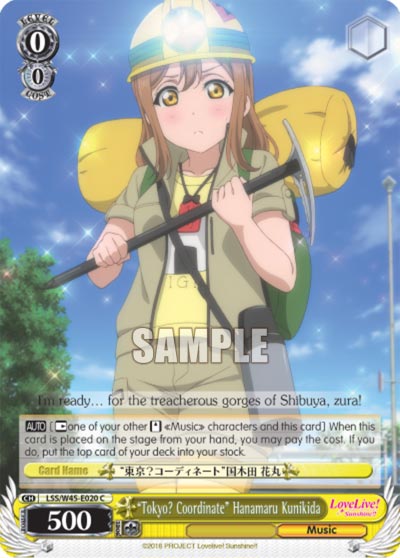 LEVEL
0
0
COST
SAMPLE
I'm ready… for the treacherous gorges of Shibuya, zura!
AUTO [ one of your other «Music» characters and this card] When this
card is placed on the stage from your hand, you may pay the cost. If you
do, put the top card of your deck into your stock.
Card Name
"東京?コーディネート"国木田 花丸
CH LSS/W45-E020 C
500
"Tokyo? Coordinate" Hanamaru Kunikida
LoveLive!
Sunshine!!
Music
©2016 PROJECT Lovelive! Sunshine!!